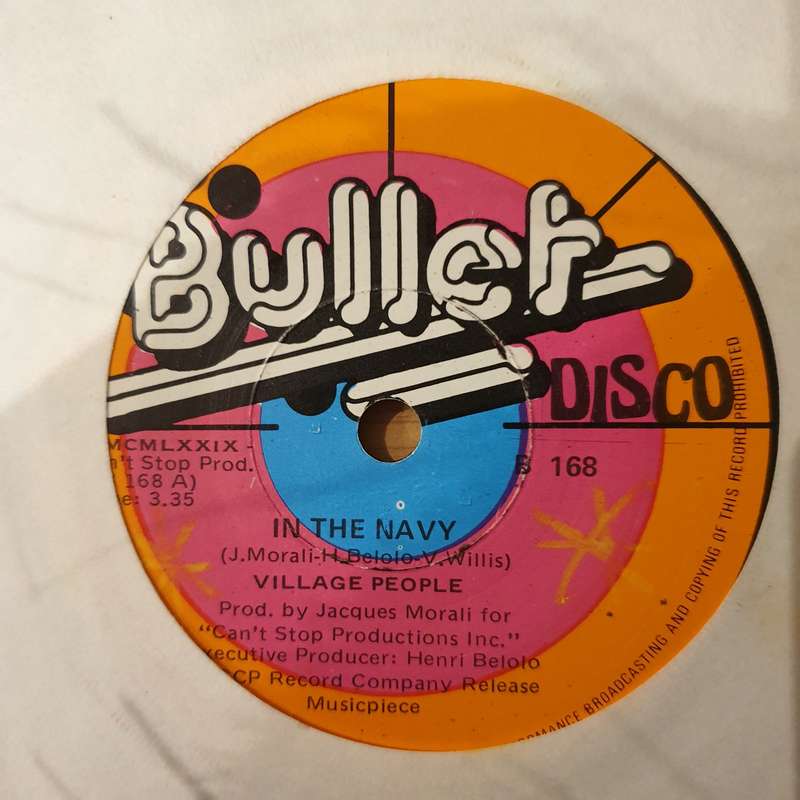 Bullet
DISCO
MCMLXXIX -
n't Stop Prod.
168 A)
e: 3.35
B 168
IN THE NAVY
(J.Morali-H.Belolo-V.Willis)
VILLAGE PEOPLE
Prod. by Jacques Morali for
“Can't Stop Productions Inc.”
xecutive Producer: Henri Belolo
CP Record Company Release
Musicpiece
ORMANCE BROADCASTING AND COPYING OF THIS RECORD PROHIBITED